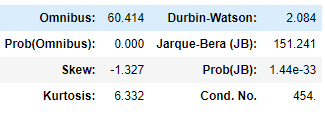 Omnibus: 60.414 Durbin-Watson: 2.084
Prob(Omnibus): 0.000 Jarque-Bera (JB): 151.241
Skew: -1.327 Prob(JB): 1.44e-33
Kurtosis: 6.332 Cond. No. 454.